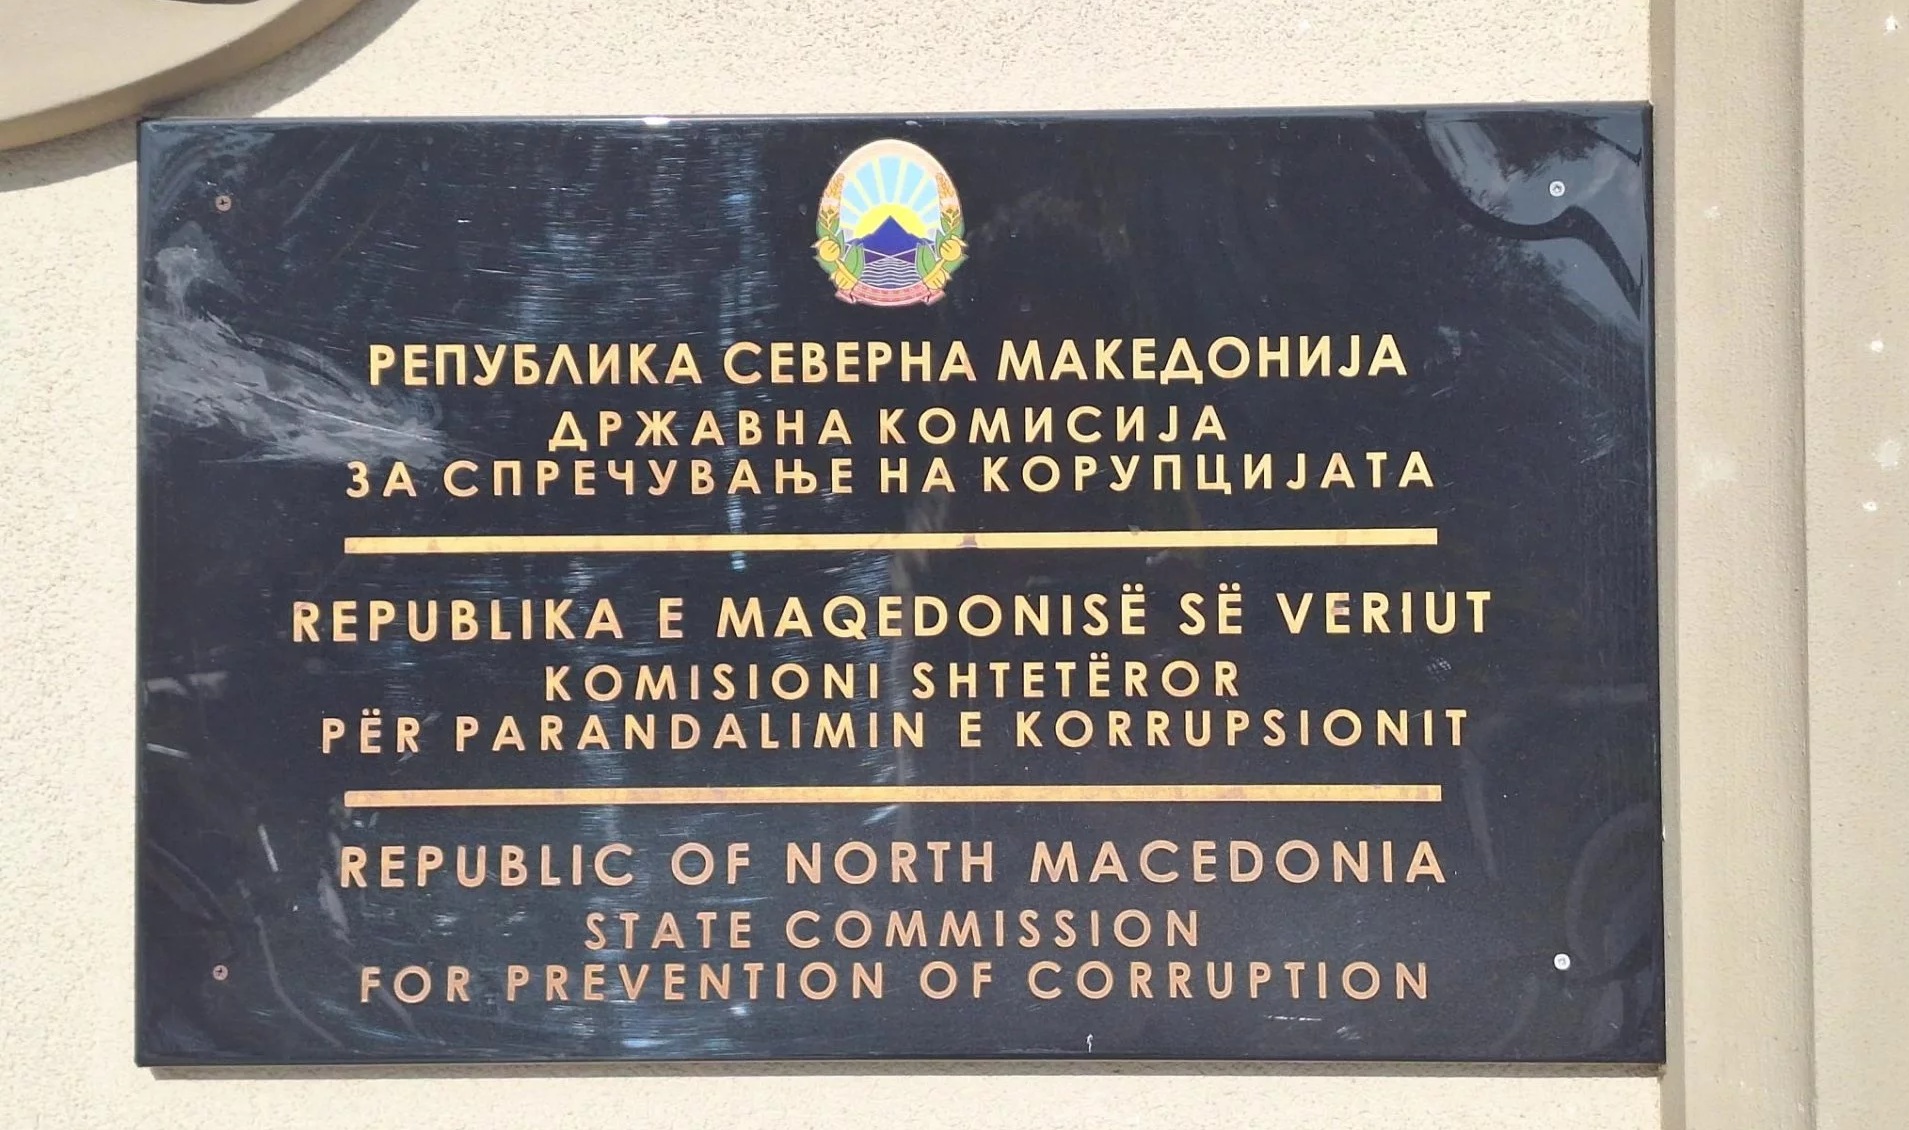 РЕПУБЛИКА СЕВЕРНА МАКЕДОНИЈА
ДРЖАВНА КОМИСИЈА
ЗА СПРЕЧУВАЊЕ НА КОРУПЦИЈАТА
REPUBLIKA E MAQEDONISË SË VERIUT
KOMISIONI SHTETËROR
PËR PARANDALIMIN E KORRUPSIONIT
REPUBLIC OF NORTH MACEDONIA
STATE COMMISSION
FOR PREVENTION OF CORRUPTION